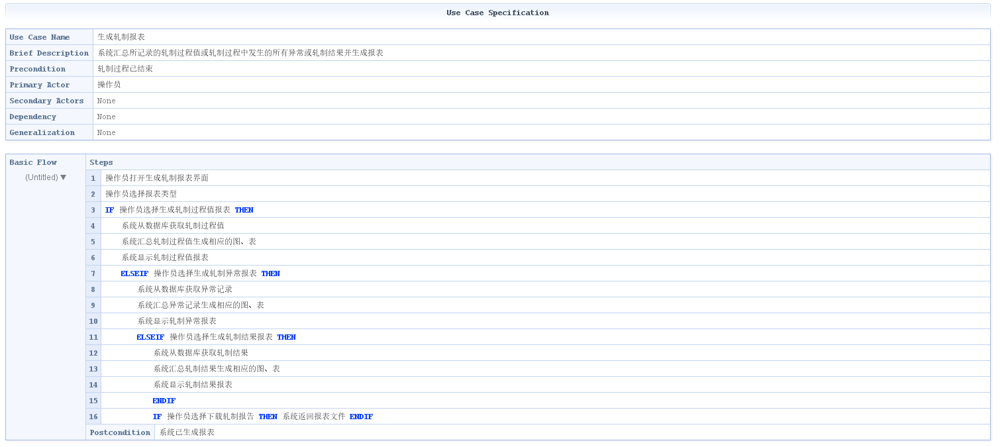 Use Case Specification
Use Case Name 生成轧制报表
Brief Description 系统汇总所记录的轧制过程值或轧制过程中发生的所有异常或轧制结果并生成报表
Precondition 轧制过程已结束
Primary Actor 操作员
Secondary Actors None
Dependency None
Generalization None
Basic Flow Steps
(Untitled) ▼
1 操作员打开生成轧制报表界面
2 操作员选择报表类型
3 IF 操作员选择生成轧制过程值报表 THEN
4 系统从数据库获取轧制过程值
5 系统汇总轧制过程值生成相应的图、表
6 系统显示轧制过程值报表
7 ELSEIF 操作员选择生成轧制异常报表 THEN
8 系统从数据库获取异常记录
9 系统汇总异常记录生成相应的图、表
10 系统显示轧制异常报表
11 ELSEIF 操作员选择生成轧制结果报表 THEN
12 系统从数据库获取轧制结果
13 系统汇总轧制结果生成相应的图、表
14 系统显示轧制结果报表
15 ENDIF
16 IF 操作员选择下载轧制报告 THEN 系统返回报表文件 ENDIF
Postcondition 系统已生成报表